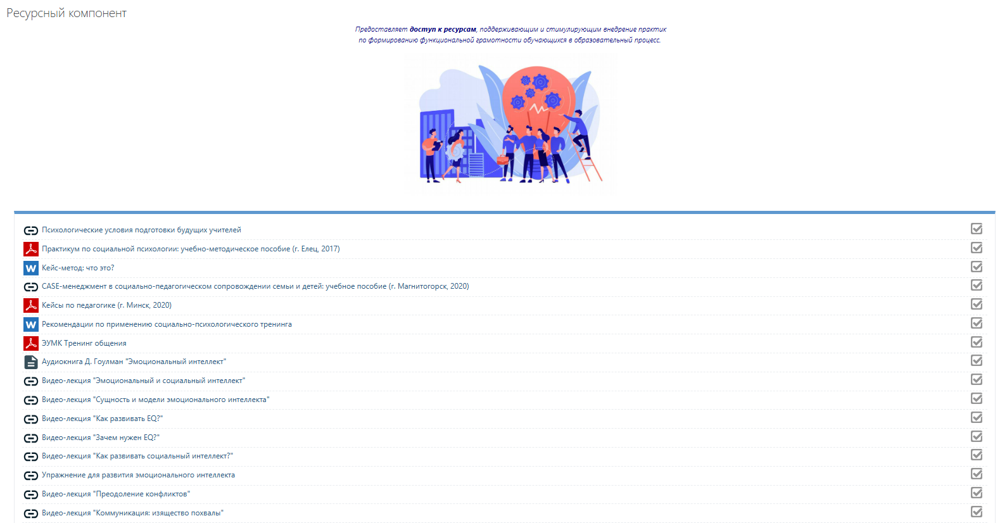 Ресурсный компонент
Предоставляет доступ к ресурсам, поддерживающим и стимулирующим внедрение практик
по формированию функциональной грамотности обучающихся в образовательный процесс.
Психологические условия подготовки будущих учителей
Практикум по социальной психологии: учебно-методическое пособие (г. Елец, 2017)
W Кейс-метод: что это?
CASE-менеджмент в социально-педагогическом сопровождении семьи и детей: учебное пособие (г. Магнитогорск, 2020)
Кейсы по педагогике (г. Минск, 2020)
W Рекомендации по применению социально-психологического тренинга
ЭУМК Тренинг общения
Аудиокнига Д. Гоулман "Эмоциональный интеллект"
Видео-лекция "Эмоциональный и социальный интеллект"
Видео-лекция "Сущность и модели эмоционального интеллекта"
Видео-лекция "Как развивать EQ?"
Видео-лекция "Зачем нужен EQ?"
Видео-лекция "Как развивать социальный интеллект?"
Упражнение для развития эмоционального интеллекта
Видео-лекция "Преодоление конфликтов"
Видео-лекция "Коммуникация: изящество похвалы"